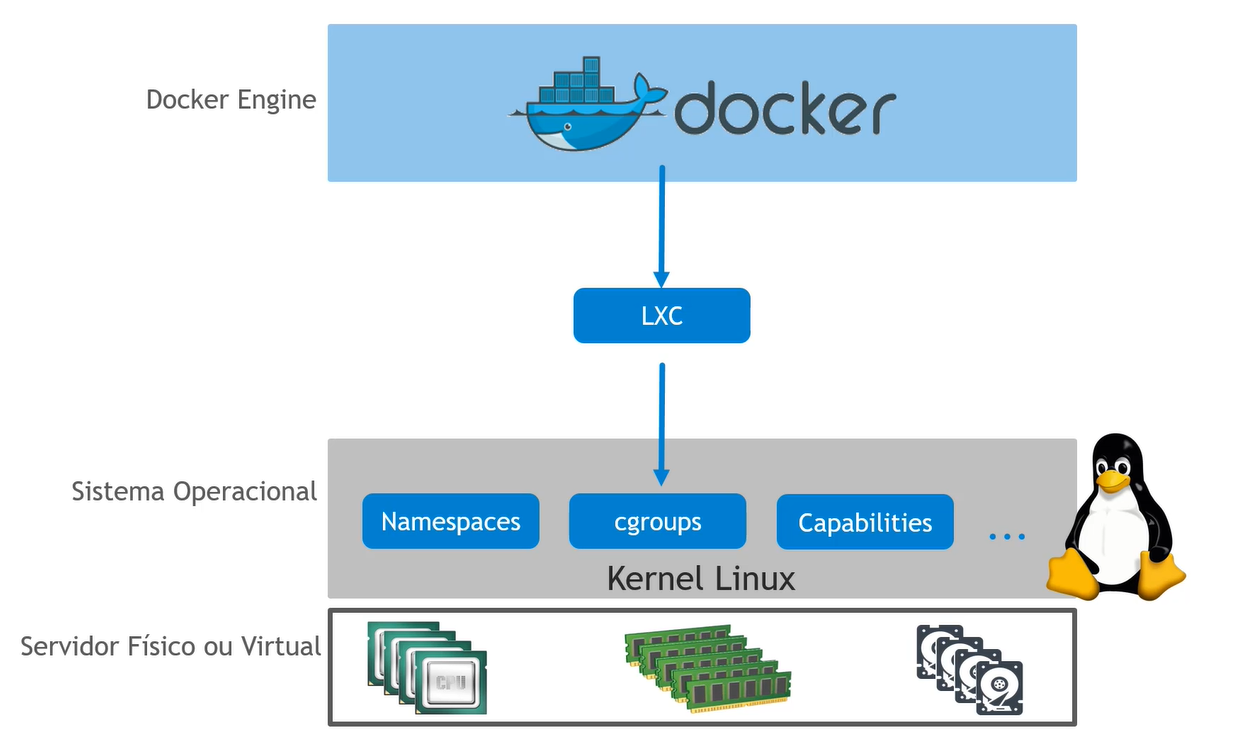 Docker Engine
docker
LXC
Sistema Operacional
Namespaces
cgroups
Capabilities
...
Kernel Linux
Servidor Físico ou Virtual
CPU